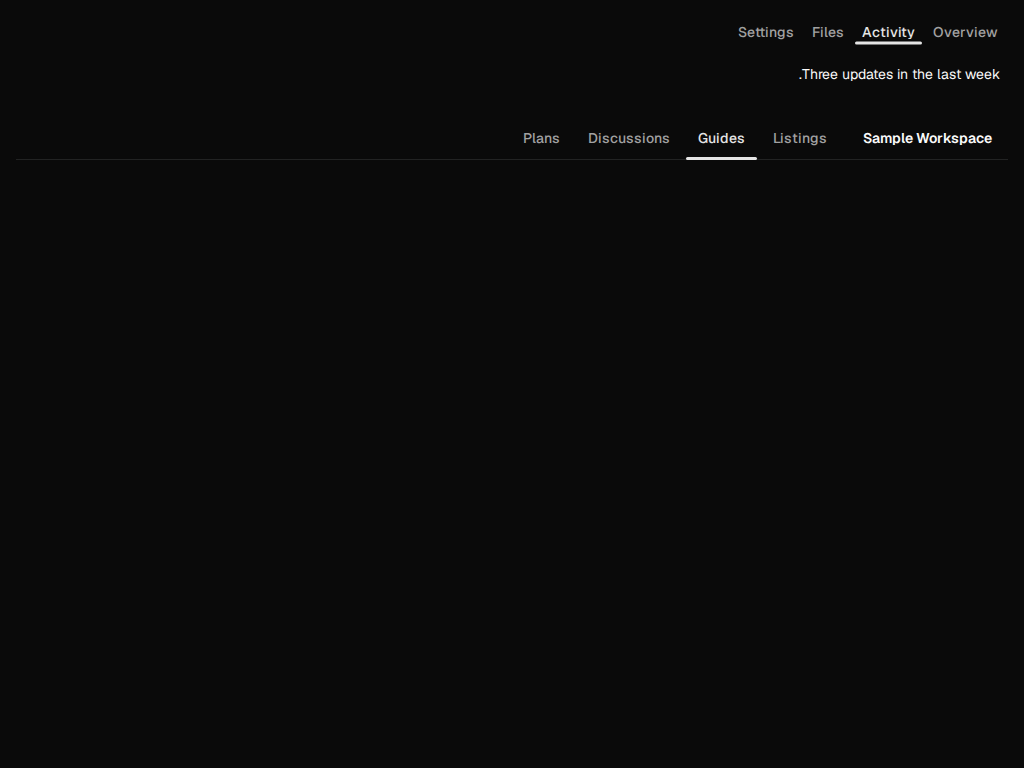 Overview Activity Files Settings
Three updates in the last week.
Sample Workspace Listings Guides Discussions Plans